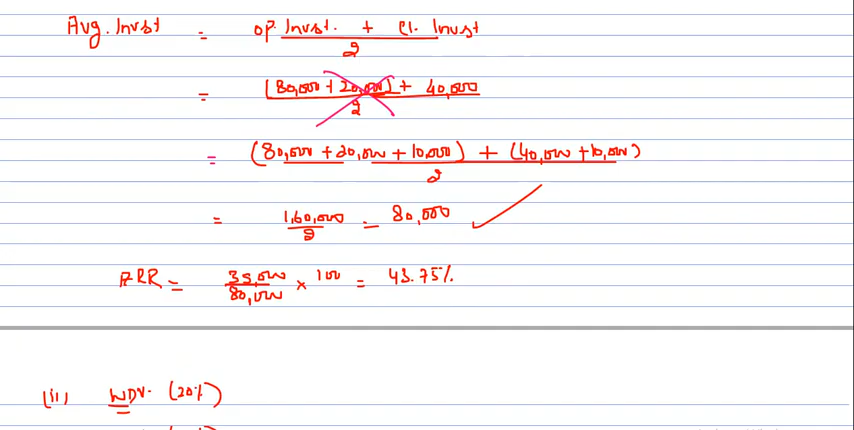 Avg. Invst = Op. Invst. + Cl. Invst / 2
= (80,000 + 20,000) + 40,000 / 2
= (80,000 + 20,000 + 10,000) + (40,000 + 10,000) / 2
= 1,60,000 / 2 = 80,000
ARR = 35,000 / 80,000 × 100 = 43.75%
(ii) WDV. (20%)